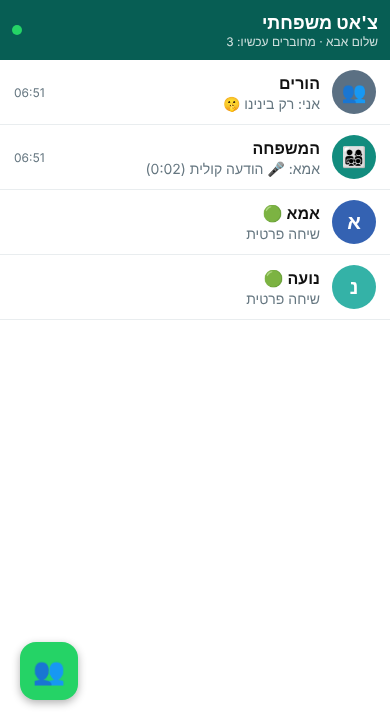 צ'אט משפחתי
שלום אבא · מחוברים עכשיו: 3
הורים
06:51
אני: רק בינינו 🤫
המשפחה
06:51
אמא: 🎤 הודעה קולית (0:02)
א
אמא 🟢
שיחה פרטית
נ
נועה 🟢
שיחה פרטית